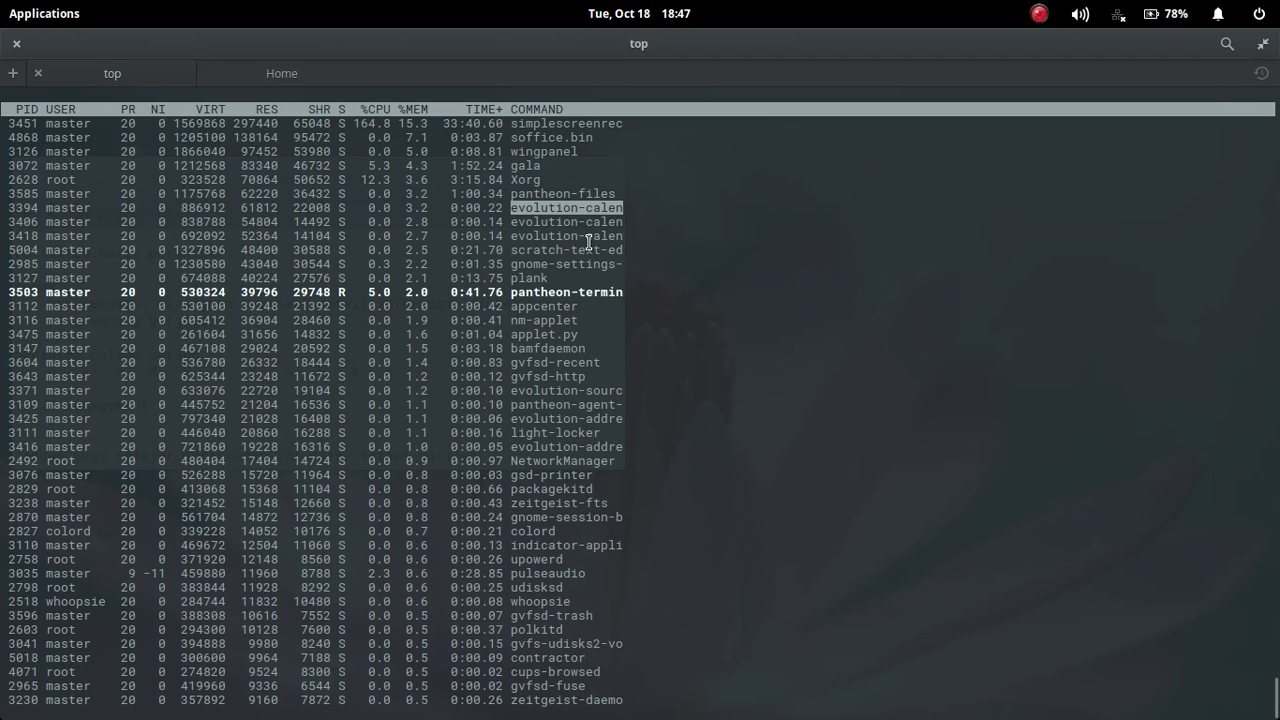 Applications
Tue, Oct 18 18:47
78%
top
top
Home
PID USER PR NI VIRT RES SHR S %CPU %MEM TIME+ COMMAND
3451 master 20 0 1569868 297440 65048 S 164.8 15.3 33:40.60 simplescreenrec
4868 master 20 0 1205100 138164 95472 S 0.0 7.1 0:03.87 soffice.bin
3126 master 20 0 1866040 97452 53980 S 0.0 5.0 0:08.81 wingpanel
3072 master 20 0 1212568 83340 46732 S 5.3 4.3 1:52.24 gala
2628 root 20 0 323528 70864 50652 S 12.3 3.6 3:15.84 Xorg
3585 master 20 0 1175768 62220 36432 S 0.0 3.2 1:00.34 pantheon-files
3394 master 20 0 886912 61812 22008 S 0.0 3.2 0:00.22 evolution-calen
3406 master 20 0 838788 54804 14492 S 0.0 2.8 0:00.14 evolution-calen
3418 master 20 0 692092 52364 14104 S 0.0 2.7 0:00.14 evolution-calen
5004 master 20 0 1327896 48400 30588 S 0.0 2.5 0:21.70 scratch-text-ed
2985 master 20 0 1230580 43040 30544 S 0.3 2.2 0:01.35 gnome-settings-
3127 master 20 0 674088 40224 27576 S 0.0 2.1 0:13.75 plank
3503 master 20 0 530324 39796 29748 R 5.0 2.0 0:41.76 pantheon-termin
3112 master 20 0 530100 39248 21392 S 0.0 2.0 0:00.42 appcenter
3116 master 20 0 605412 36904 28460 S 0.0 1.9 0:00.41 nm-applet
3475 master 20 0 261604 31656 14832 S 0.0 1.6 0:01.04 applet.py
3147 master 20 0 467108 29024 20592 S 0.0 1.5 0:03.18 bamfdaemon
3604 master 20 0 536780 26332 18444 S 0.0 1.4 0:00.83 gvfsd-recent
3643 master 20 0 625344 23248 11672 S 0.0 1.2 0:00.12 gvfsd-http
3371 master 20 0 633076 22720 19104 S 0.0 1.2 0:00.10 evolution-sourc
3109 master 20 0 445752 21204 16536 S 0.0 1.1 0:00.10 pantheon-agent-
3425 master 20 0 797340 21028 16408 S 0.0 1.1 0:00.06 evolution-addre
3111 master 20 0 446040 20860 16288 S 0.0 1.1 0:00.16 light-locker
3416 master 20 0 721860 19228 16316 S 0.0 1.0 0:00.05 evolution-addre
2492 root 20 0 480404 17404 14724 S 0.0 0.9 0:00.97 NetworkManager
3076 master 20 0 526288 15720 11964 S 0.0 0.8 0:00.03 gsd-printer
2829 root 20 0 413068 15368 11104 S 0.0 0.8 0:00.66 packagekitd
3238 master 20 0 321452 15148 12660 S 0.0 0.8 0:00.43 zeitgeist-fts
2870 master 20 0 561704 14872 12736 S 0.0 0.8 0:00.24 gnome-session-b
2827 colord 20 0 339228 14052 10176 S 0.0 0.7 0:00.21 colord
3110 master 20 0 469672 12504 11060 S 0.0 0.6 0:00.13 indicator-appli
2758 root 20 0 371920 12148 8560 S 0.0 0.6 0:00.26 upowerd
3035 master 9 -11 459880 11960 8788 S 2.3 0.6 0:28.85 pulseaudio
2798 root 20 0 383844 11928 8292 S 0.0 0.6 0:00.25 udisksd
2518 whoopsie 20 0 284744 11832 10480 S 0.0 0.6 0:00.08 whoopsie
3596 master 20 0 388308 10616 7552 S 0.0 0.5 0:00.07 gvfsd-trash
2603 root 20 0 294300 10128 7600 S 0.0 0.5 0:00.37 polkitd
3041 master 20 0 394888 9980 8240 S 0.0 0.5 0:00.15 gvfs-udisks2-vo
5018 master 20 0 300600 9964 7188 S 0.0 0.5 0:00.09 contractor
4071 root 20 0 274820 9524 8300 S 0.0 0.5 0:00.02 cups-browsed
2965 master 20 0 419960 9336 6544 S 0.0 0.5 0:00.02 gvfsd-fuse
3230 master 20 0 357892 9160 7872 S 0.0 0.5 0:00.26 zeitgeist-daemo